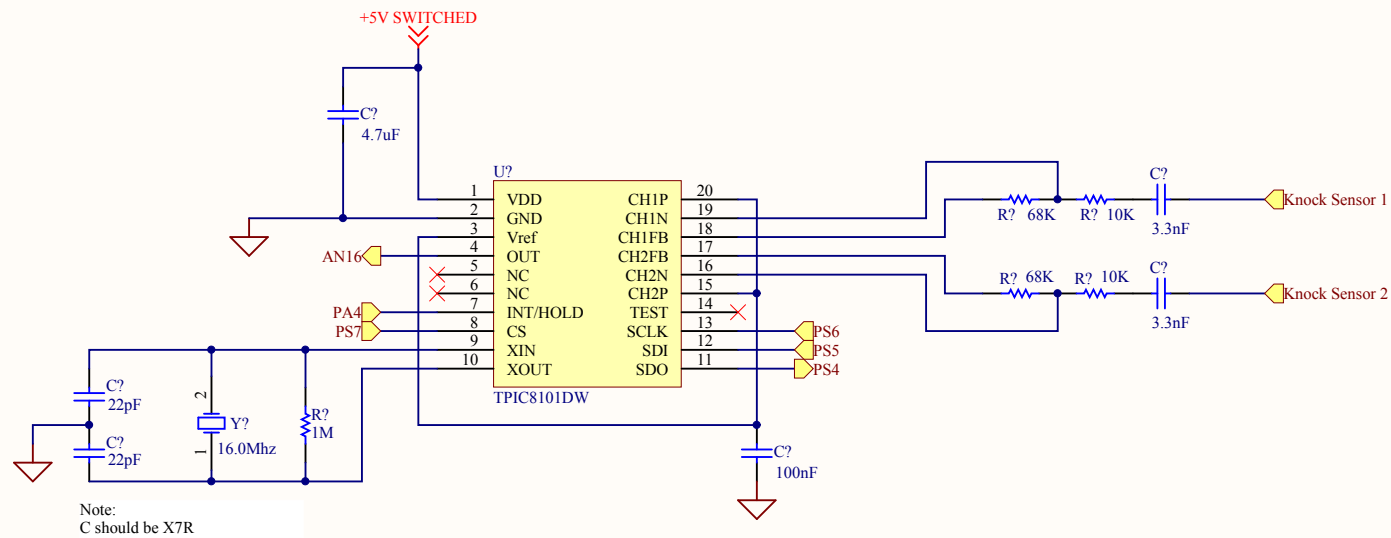 +5V SWITCHED
C?
4.7uF
U?
1 VDD CH1P 20
2 GND CH1N 19
3 Vref CH1FB 18
4 OUT CH2FB 17
5 NC CH2N 16
6 NC CH2P 15
7 INT/HOLD TEST 14
8 CS SCLK 13
9 XIN SDI 12
10 XOUT SDO 11
TPIC8101DW
AN16
PA4
PS7
PS6
PS5
PS4
R? 68K
R? 10K
C?
3.3nF
Knock Sensor 1
R? 68K
R? 10K
C?
3.3nF
Knock Sensor 2
C?
22pF
C?
22pF
2
Y?
1
16.0Mhz
R?
1M
C?
100nF
Note:
C should be X7R